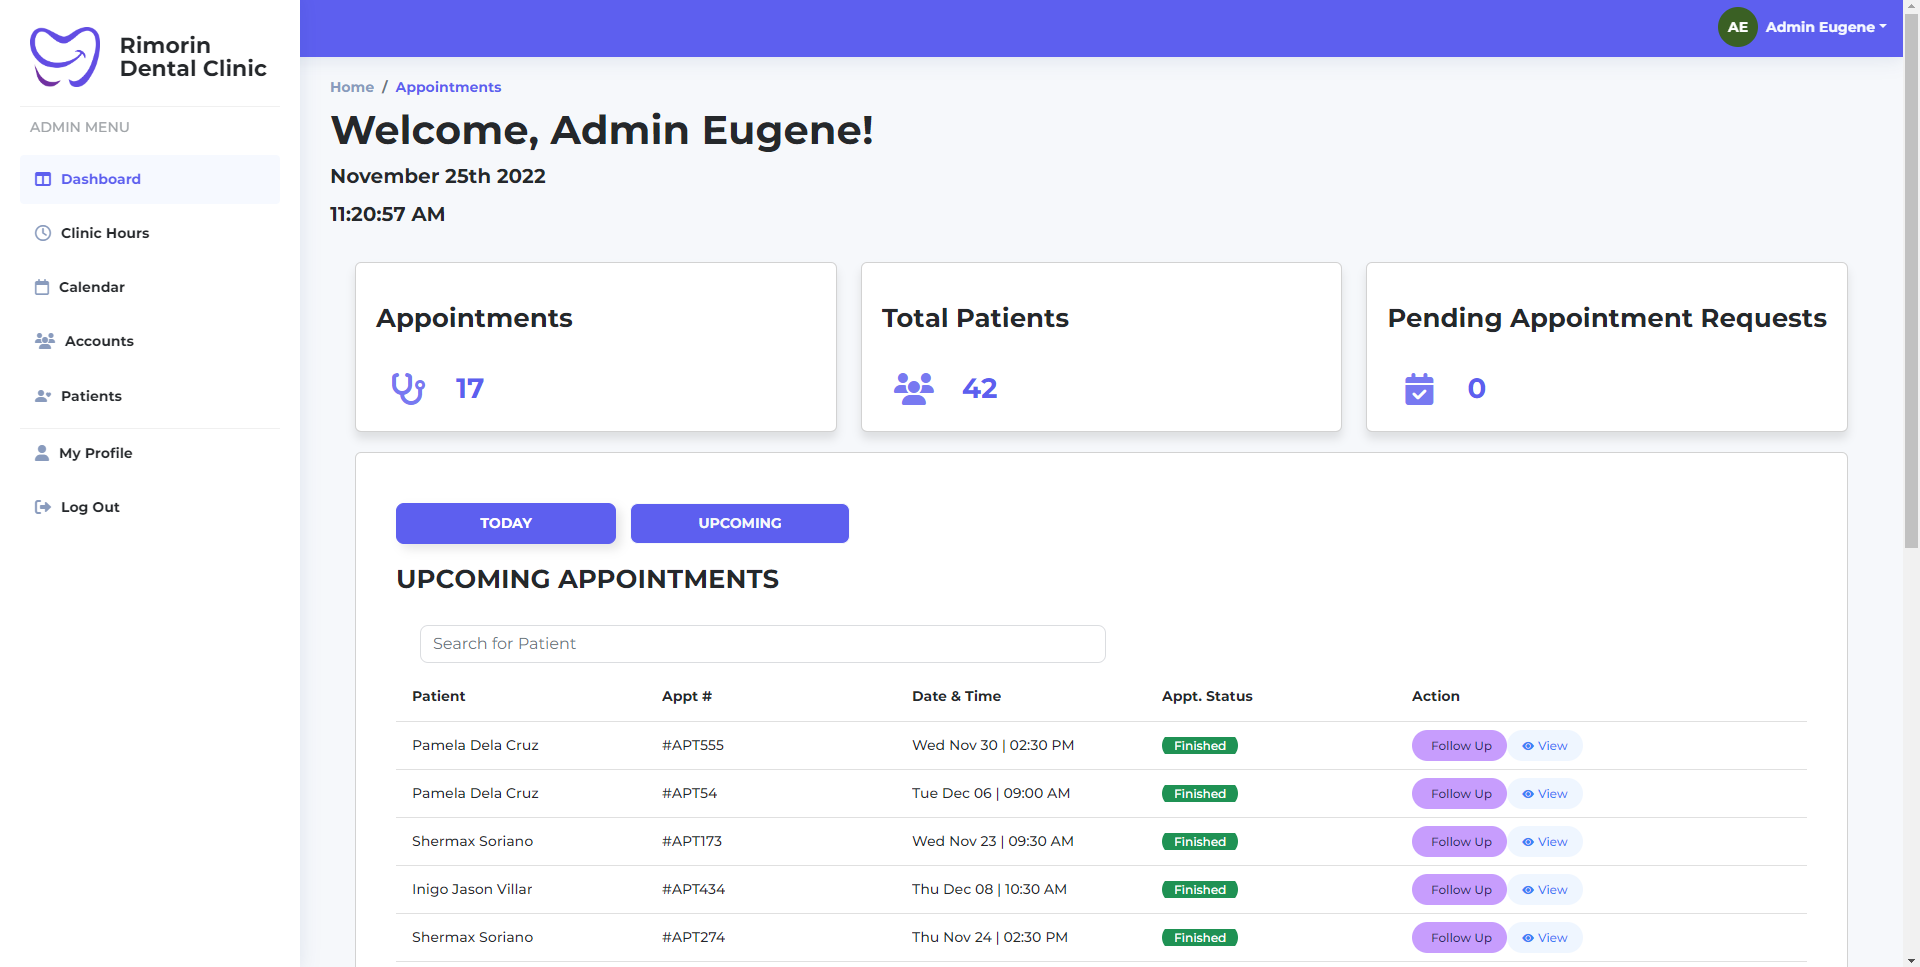 Rimorin
Dental Clinic
ADMIN MENU
Dashboard
Clinic Hours
Calendar
Accounts
Patients
My Profile
Log Out
AE Admin Eugene
Home / Appointments
Welcome, Admin Eugene!
November 25th 2022
11:20:57 AM
Appointments
17
Total Patients
42
Pending Appointment Requests
0
TODAY UPCOMING
UPCOMING APPOINTMENTS
Search for Patient
Patient Appt # Date & Time Appt. Status Action
Pamela Dela Cruz #APT555 Wed Nov 30 | 02:30 PM Finished Follow Up View
Pamela Dela Cruz #APT54 Tue Dec 06 | 09:00 AM Finished Follow Up View
Shermax Soriano #APT173 Wed Nov 23 | 09:30 AM Finished Follow Up View
Inigo Jason Villar #APT434 Thu Dec 08 | 10:30 AM Finished Follow Up View
Shermax Soriano #APT274 Thu Nov 24 | 02:30 PM Finished Follow Up View